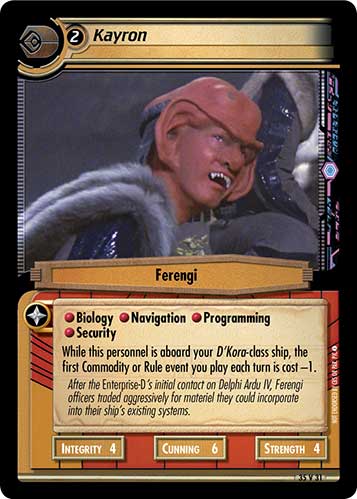 2 Kayron
Ferengi
Biology Navigation Programming
Security
While this personnel is aboard your D'Kora-class ship, the
first Commodity or Rule event you play each turn is cost -1.
After the Enterprise-D's initial contact on Delphi Ardu IV, Ferengi
officers traded aggressively for materiel they could incorporate
into their ship's existing systems.
INTEGRITY 4 CUNNING 6 STRENGTH 4
35 V 31